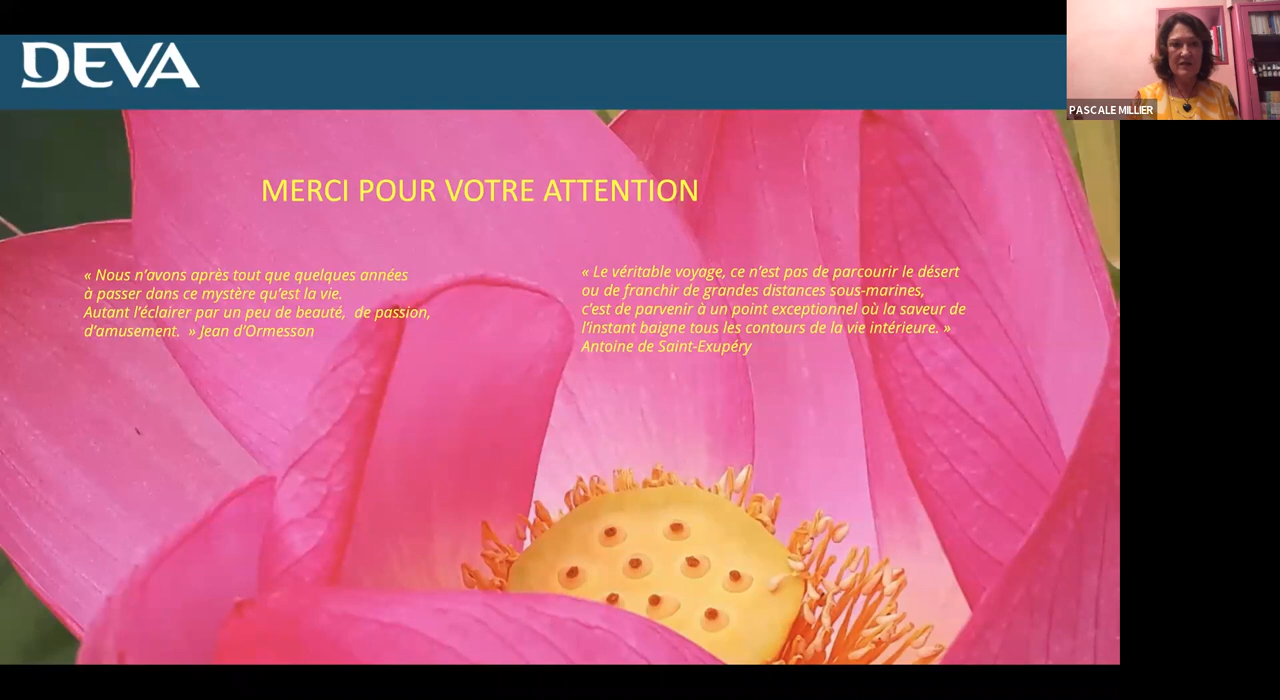 DEVA
PASCALE MILLIER
MERCI POUR VOTRE ATTENTION
« Nous n’avons après tout que quelques années
à passer dans ce mystère qu’est la vie.
Autant l’éclairer par un peu de beauté,  de passion,
d’amusement.  » Jean d’Ormesson
« Le véritable voyage, ce n’est pas de parcourir le désert
ou de franchir de grandes distances sous-marines,
c’est de parvenir à un point exceptionnel où la saveur de
l’instant baigne tous les contours de la vie intérieure. »
Antoine de Saint-Exupéry